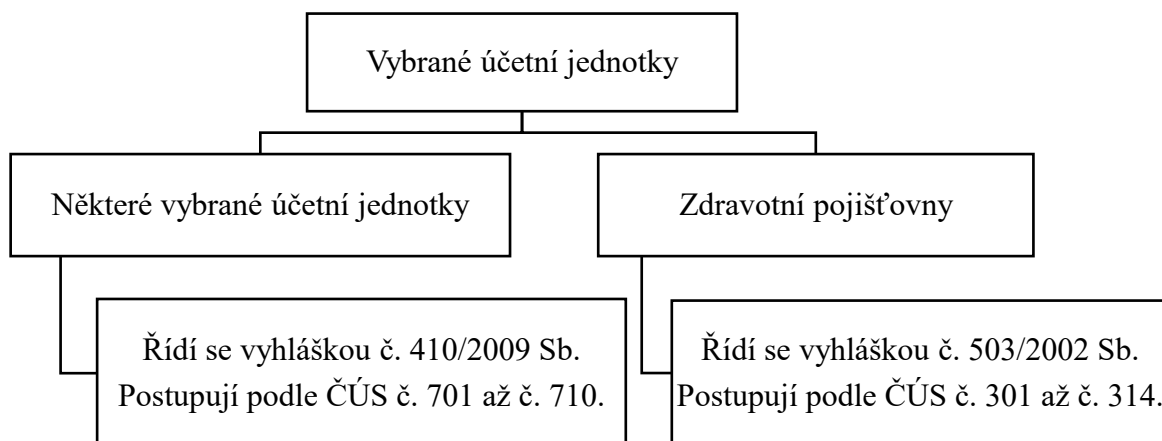 Vybrané účetní jednotky
Některé vybrané účetní jednotky
Zdravotní pojišťovny
Řídí se vyhláškou č. 410/2009 Sb.
Postupují podle ČÚS č. 701 až č. 710.
Řídí se vyhláškou č. 503/2002 Sb.
Postupují podle ČÚS č. 301 až č. 314.